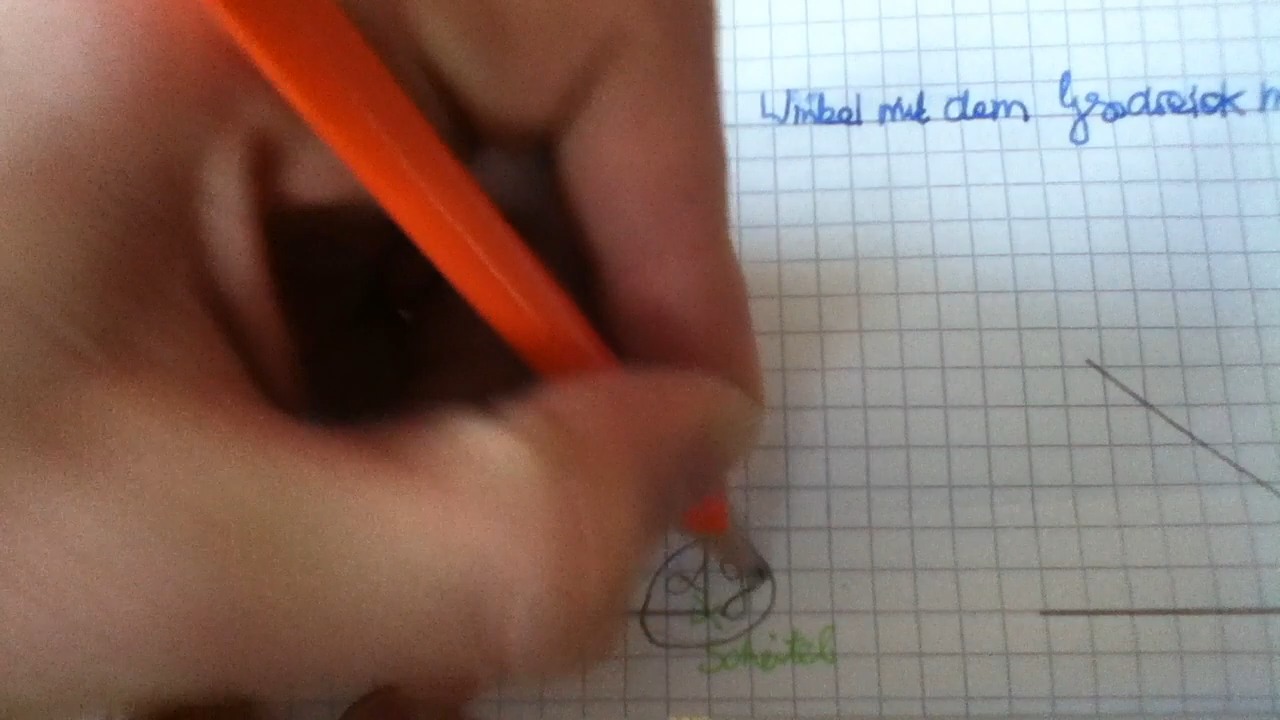 Winkel mit dem Geodreieck
α γ
Scheitel